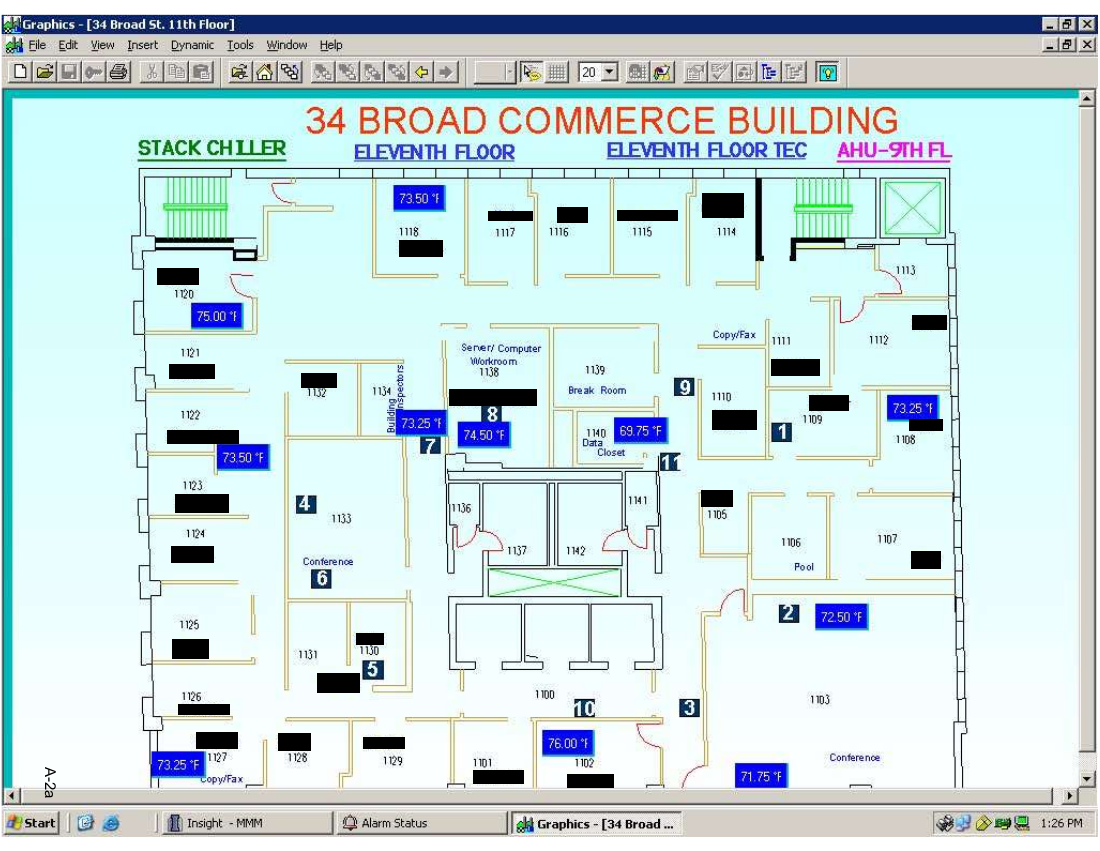 Graphics - [34 Broad St. 11th Floor]
File Edit View Insert Dynamic Tools Window Help
20
34 BROAD COMMERCE BUILDING
STACK CHILLER
ELEVENTH FLOOR
ELEVENTH FLOOR TEC
AHU-9TH FL
73.50 °F
1118
1117
1116
1115
1114
1113
1120
75.00 °F
1121
1132
1134
Building
Inspectors
Server/ Computer
Workroom
1138
1139
Break Room
Copy/Fax
1111
1112
1110
9
1122
73.25 °F
7
8
74.50 °F
1140
Data
Closet
69.75 °F
11
1
1109
73.25 °F
1108
73.50 °F
1123
4
1133
1136
1141
1105
1124
1137
1142
1106
Pool
1107
Conference
6
2
72.50 °F
1125
1131
1130
5
1126
1100
10
3
1103
76.00 °F
73.25 °F
1127
Copy/Fax
1128
1129
1101
1102
Conference
71.75 °F
A-2a
Start
Insight - MMM
Alarm Status
Graphics - [34 Broad ...
1:26 PM